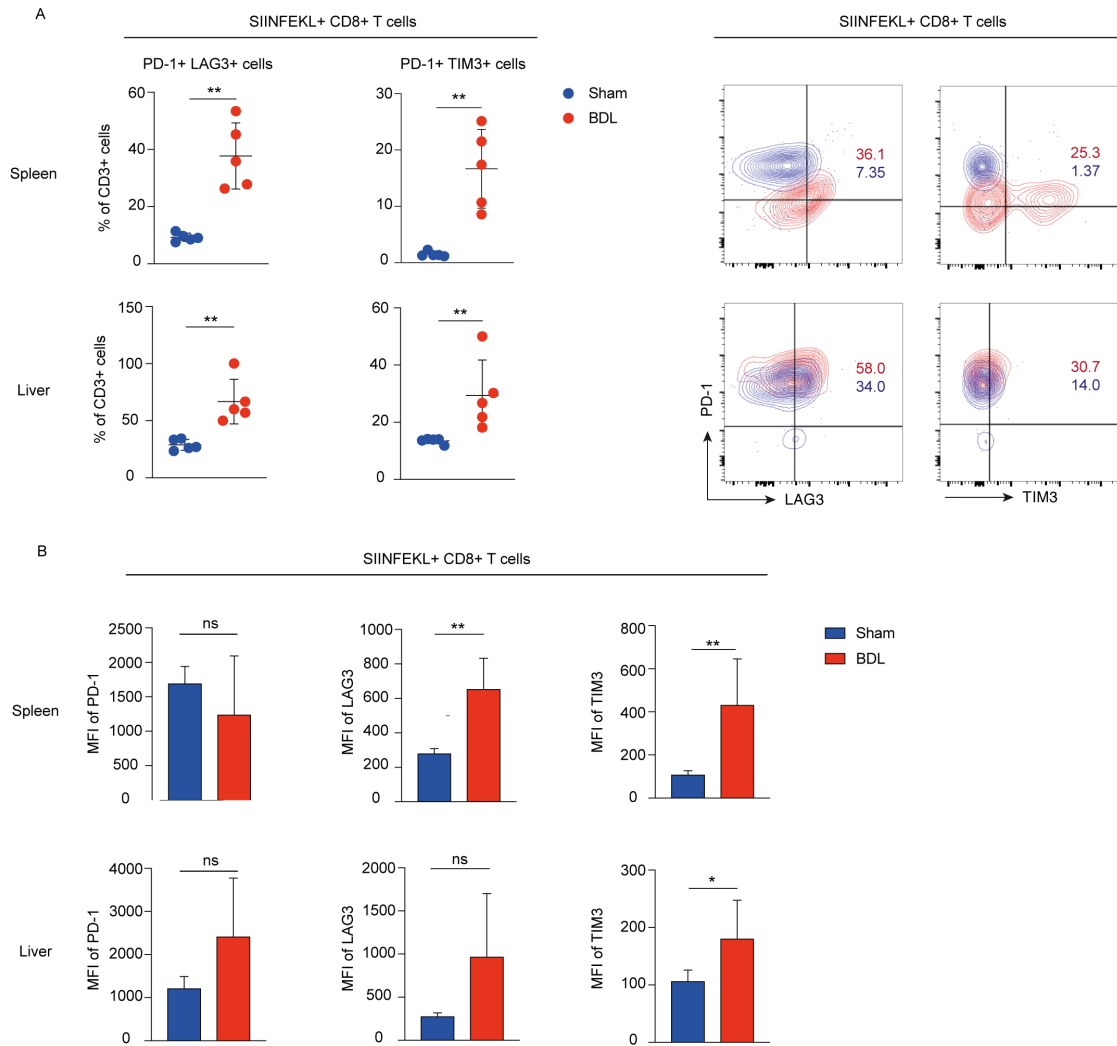 A
SIINFEKL+ CD8+ T cells
SIINFEKL+ CD8+ T cells
PD-1+ LAG3+ cells
PD-1+ TIM3+ cells
Sham
BDL
Spleen
% of CD3+ cells
60
40
20
0
**
30
20
10
0
**
36.1
7.35
25.3
1.37
Liver
% of CD3+ cells
150
100
50
0
**
60
40
20
0
**
58.0
34.0
30.7
14.0
PD-1
LAG3
TIM3
B
SIINFEKL+ CD8+ T cells
Sham
BDL
Spleen
MFI of PD-1
2500
2000
1500
1000
500
0
ns
MFI of LAG3
1000
800
600
400
200
0
**
MFI of TIM3
800
600
400
200
0
**
Liver
MFI of PD-1
4000
3000
2000
1000
0
ns
MFI of LAG3
2000
1500
1000
500
0
ns
MFI of TIM3
300
200
100
0
*